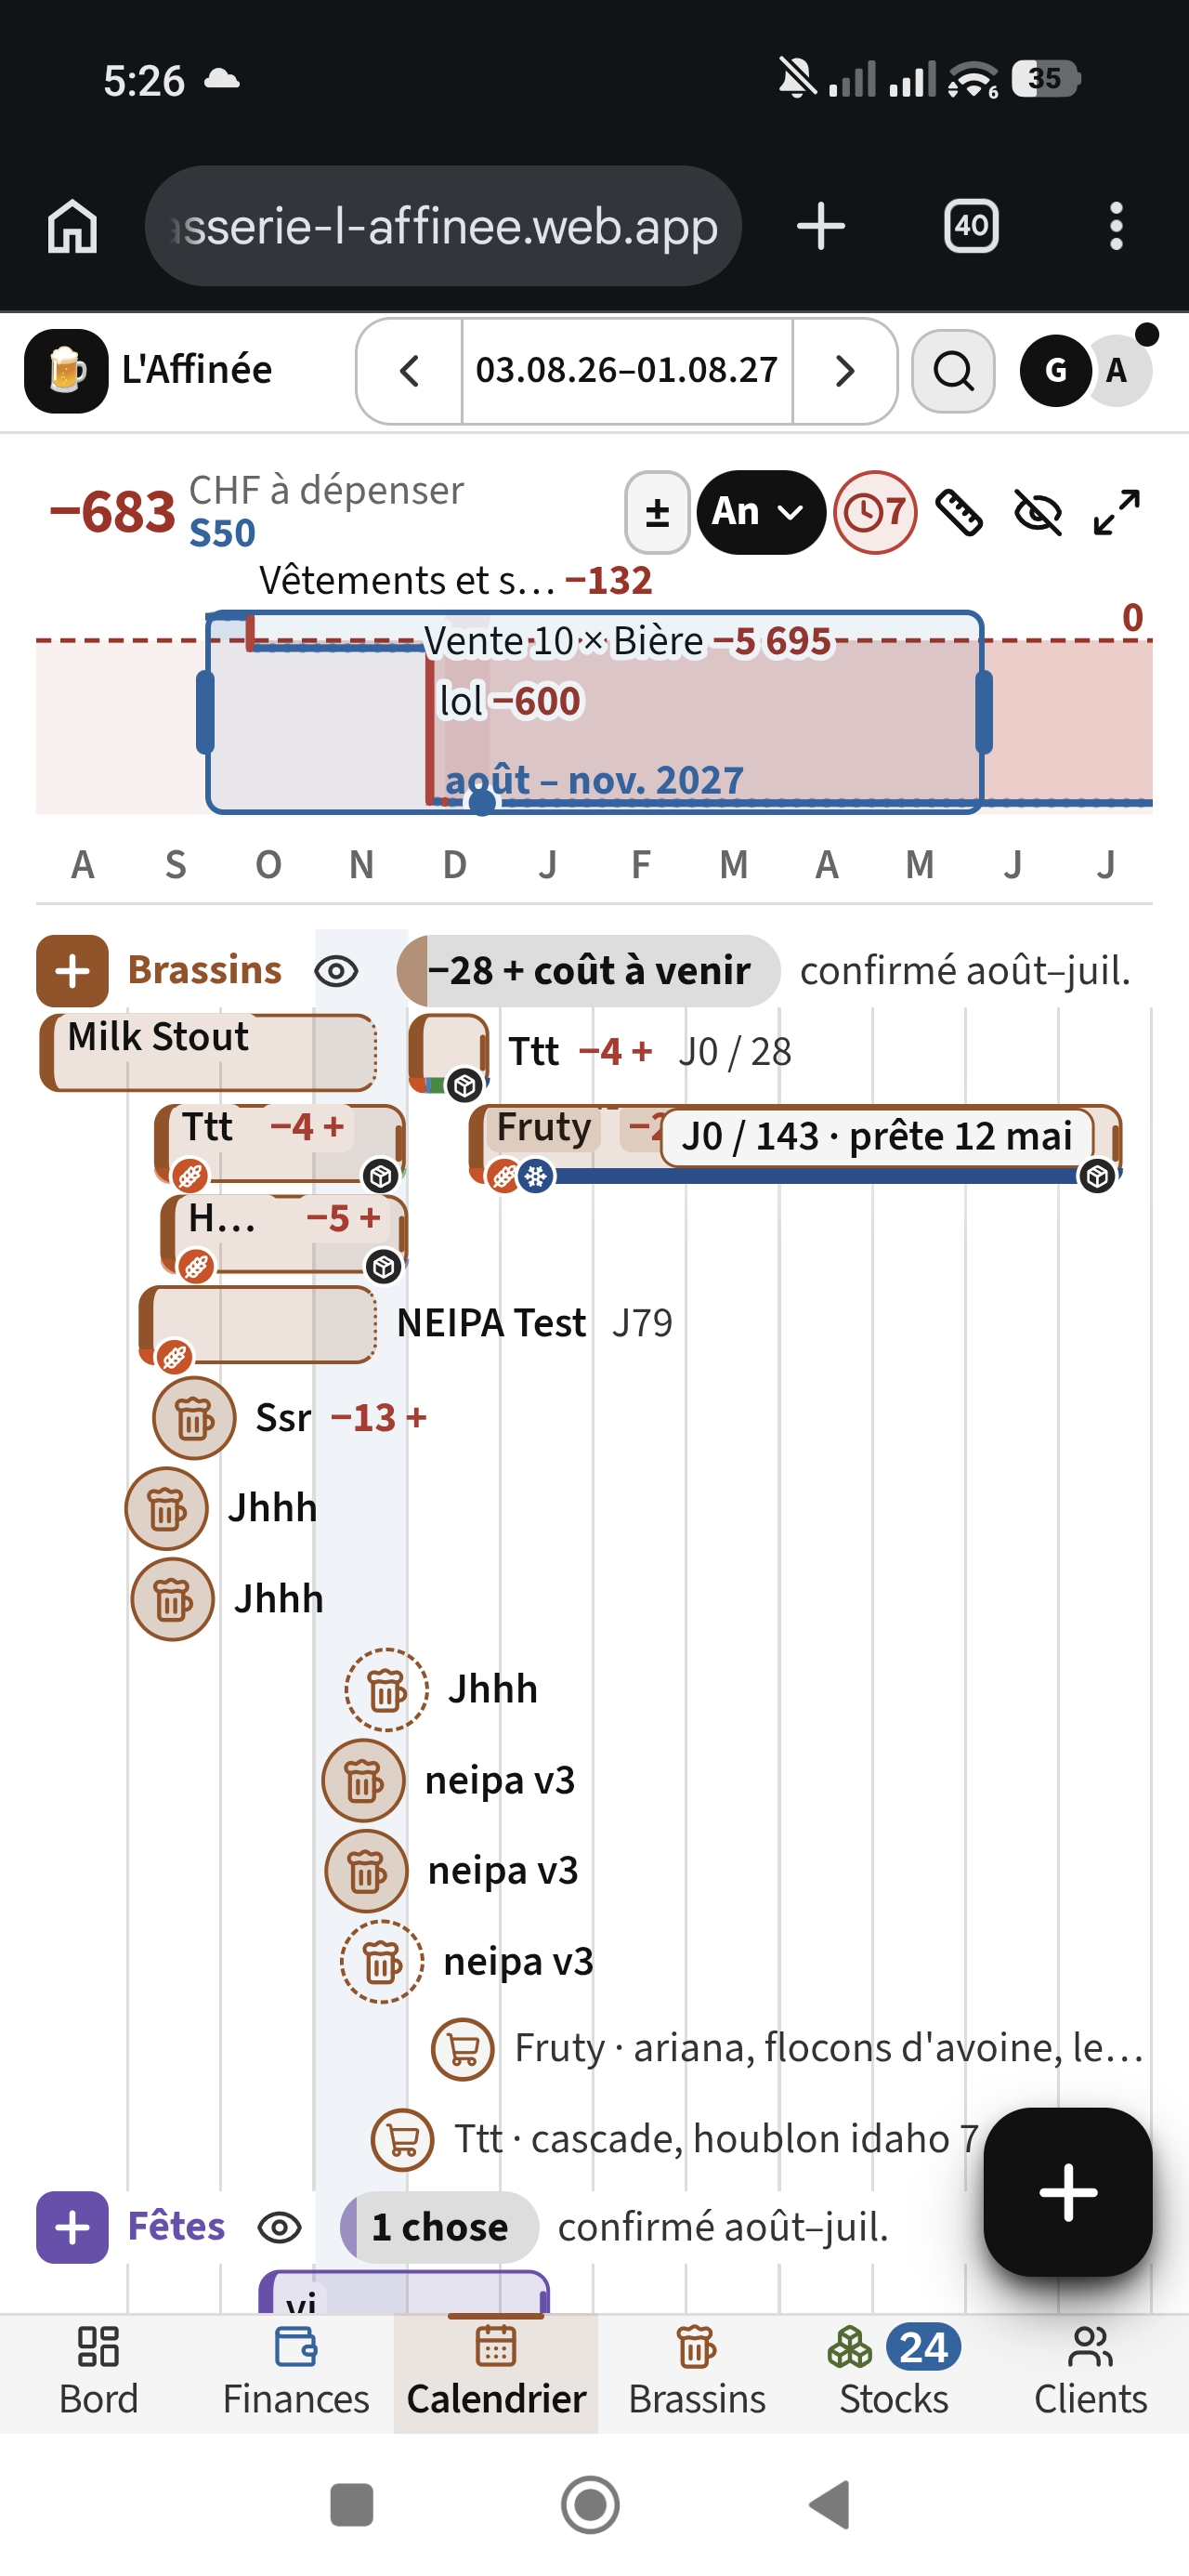 5:26
6
35
asserie-l-affinee.web.app
40
L'Affinée
03.08.26–01.08.27
G
A
−683 CHF à dépenser
S50
±
An
7
Vêtements et s… −132
0
Vente 10 × Bière −5 695
lol −600
août – nov. 2027
A S O N D J F M A M J J
Brassins
−28 + coût à venir
confirmé août–juil.
Milk Stout
Ttt −4 + J0 / 28
Ttt −4 +
Fruty
J0 / 143 · prête 12 mai
H… −5 +
NEIPA Test J79
Ssr −13 +
Jhhh
Jhhh
Jhhh
neipa v3
neipa v3
neipa v3
Fruty · ariana, flocons d'avoine, le…
Ttt · cascade, houblon idaho 7
Fêtes
1 chose
confirmé août–juil.
vi
24
Bord
Finances
Calendrier
Brassins
Stocks
Clients